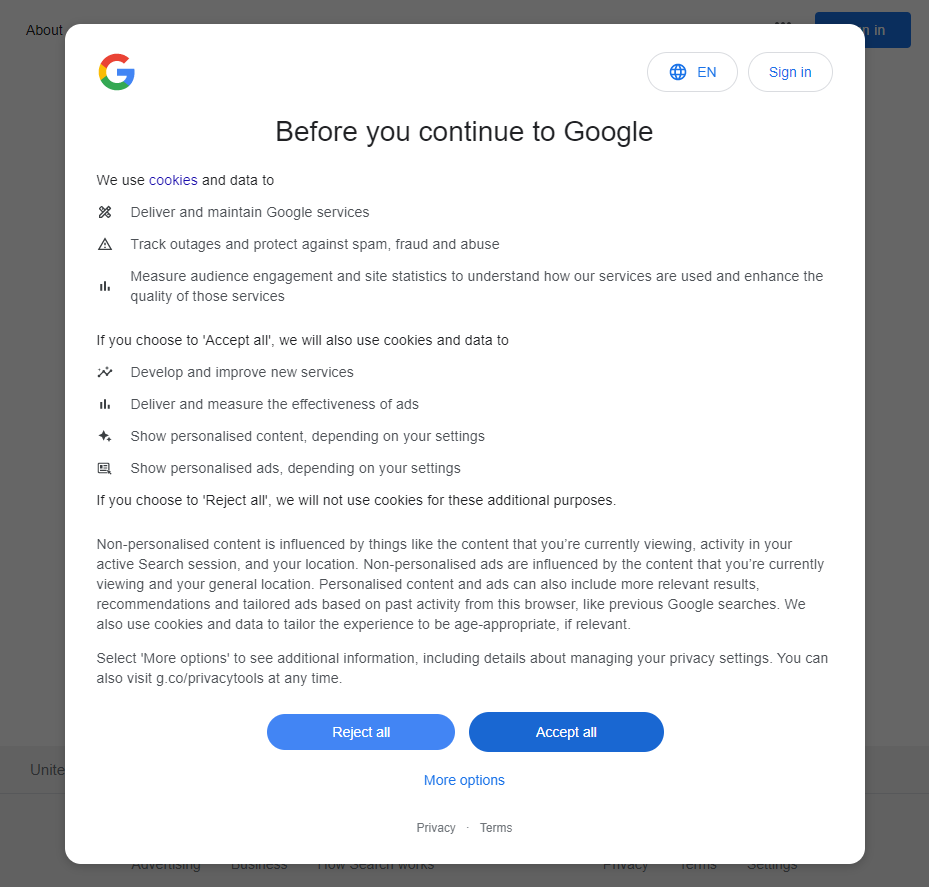 About
in
EN
Sign in
Before you continue to Google
We use cookies and data to
Deliver and maintain Google services
Track outages and protect against spam, fraud and abuse
Measure audience engagement and site statistics to understand how our services are used and enhance the
quality of those services
If you choose to 'Accept all', we will also use cookies and data to
Develop and improve new services
Deliver and measure the effectiveness of ads
Show personalised content, depending on your settings
Show personalised ads, depending on your settings
If you choose to 'Reject all', we will not use cookies for these additional purposes.
Non-personalised content is influenced by things like the content that you’re currently viewing, activity in your
active Search session, and your location. Non-personalised ads are influenced by the content that you’re currently
viewing and your general location. Personalised content and ads can also include more relevant results,
recommendations and tailored ads based on past activity from this browser, like previous Google searches. We
also use cookies and data to tailor the experience to be age-appropriate, if relevant.
Select 'More options' to see additional information, including details about managing your privacy settings. You can
also visit g.co/privacytools at any time.
Reject all Accept all
More options
Unite
Privacy · Terms
Advertising Business How Search works Privacy Terms Settings